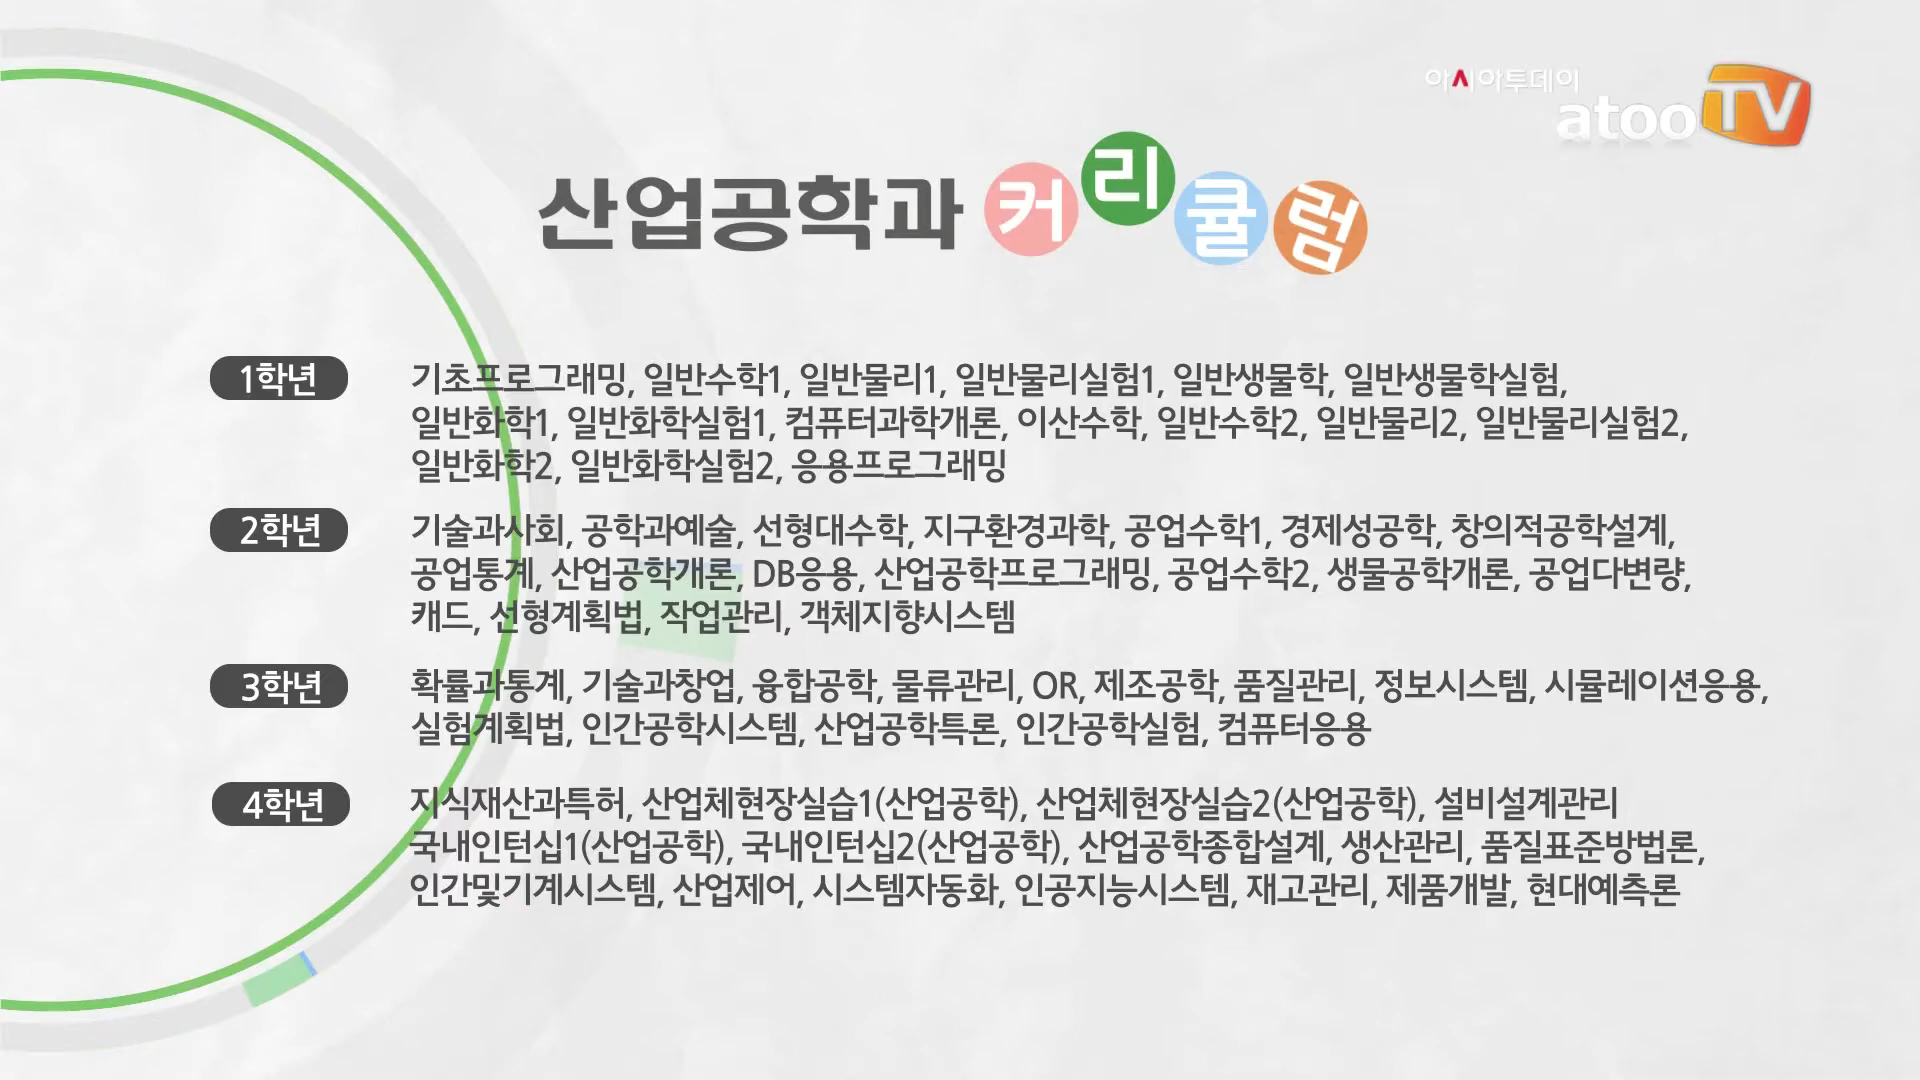 아시아투데이
atooTV
산업공학과 커리큘럼
1학년
기초프로그래밍, 일반수학1, 일반물리1, 일반물리실험1, 일반생물학, 일반생물학실험,
일반화학1, 일반화학실험1, 컴퓨터과학개론, 이산수학, 일반수학2, 일반물리2, 일반물리실험2,
일반화학2, 일반화학실험2, 응용프로그래밍
2학년
기술과사회, 공학과예술, 선형대수학, 지구환경과학, 공업수학1, 경제성공학, 창의적공학설계,
공업통계, 산업공학개론, DB응용, 산업공학프로그래밍, 공업수학2, 생물공학개론, 공업다변량,
캐드, 선형계획법, 작업관리, 객체지향시스템
3학년
확률과통계, 기술과창업, 융합공학, 물류관리, OR, 제조공학, 품질관리, 정보시스템, 시뮬레이션응용,
실험계획법, 인간공학시스템, 산업공학특론, 인간공학실험, 컴퓨터응용
4학년
지식재산과특허, 산업체현장실습1(산업공학), 산업체현장실습2(산업공학), 설비설계관리
국내인턴십1(산업공학), 국내인턴십2(산업공학), 산업공학종합설계, 생산관리, 품질표준방법론,
인간및기계시스템, 산업제어, 시스템자동화, 인공지능시스템, 재고관리, 제품개발, 현대예측론